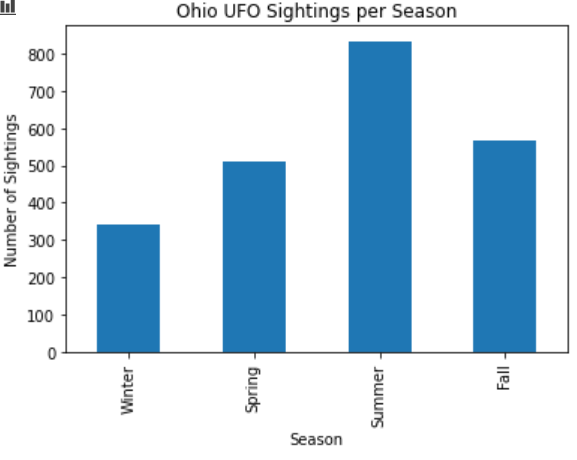 Ohio UFO Sightings per Season
Number of Sightings
800
700
600
500
400
300
200
100
0
Winter
Spring
Summer
Fall
Season